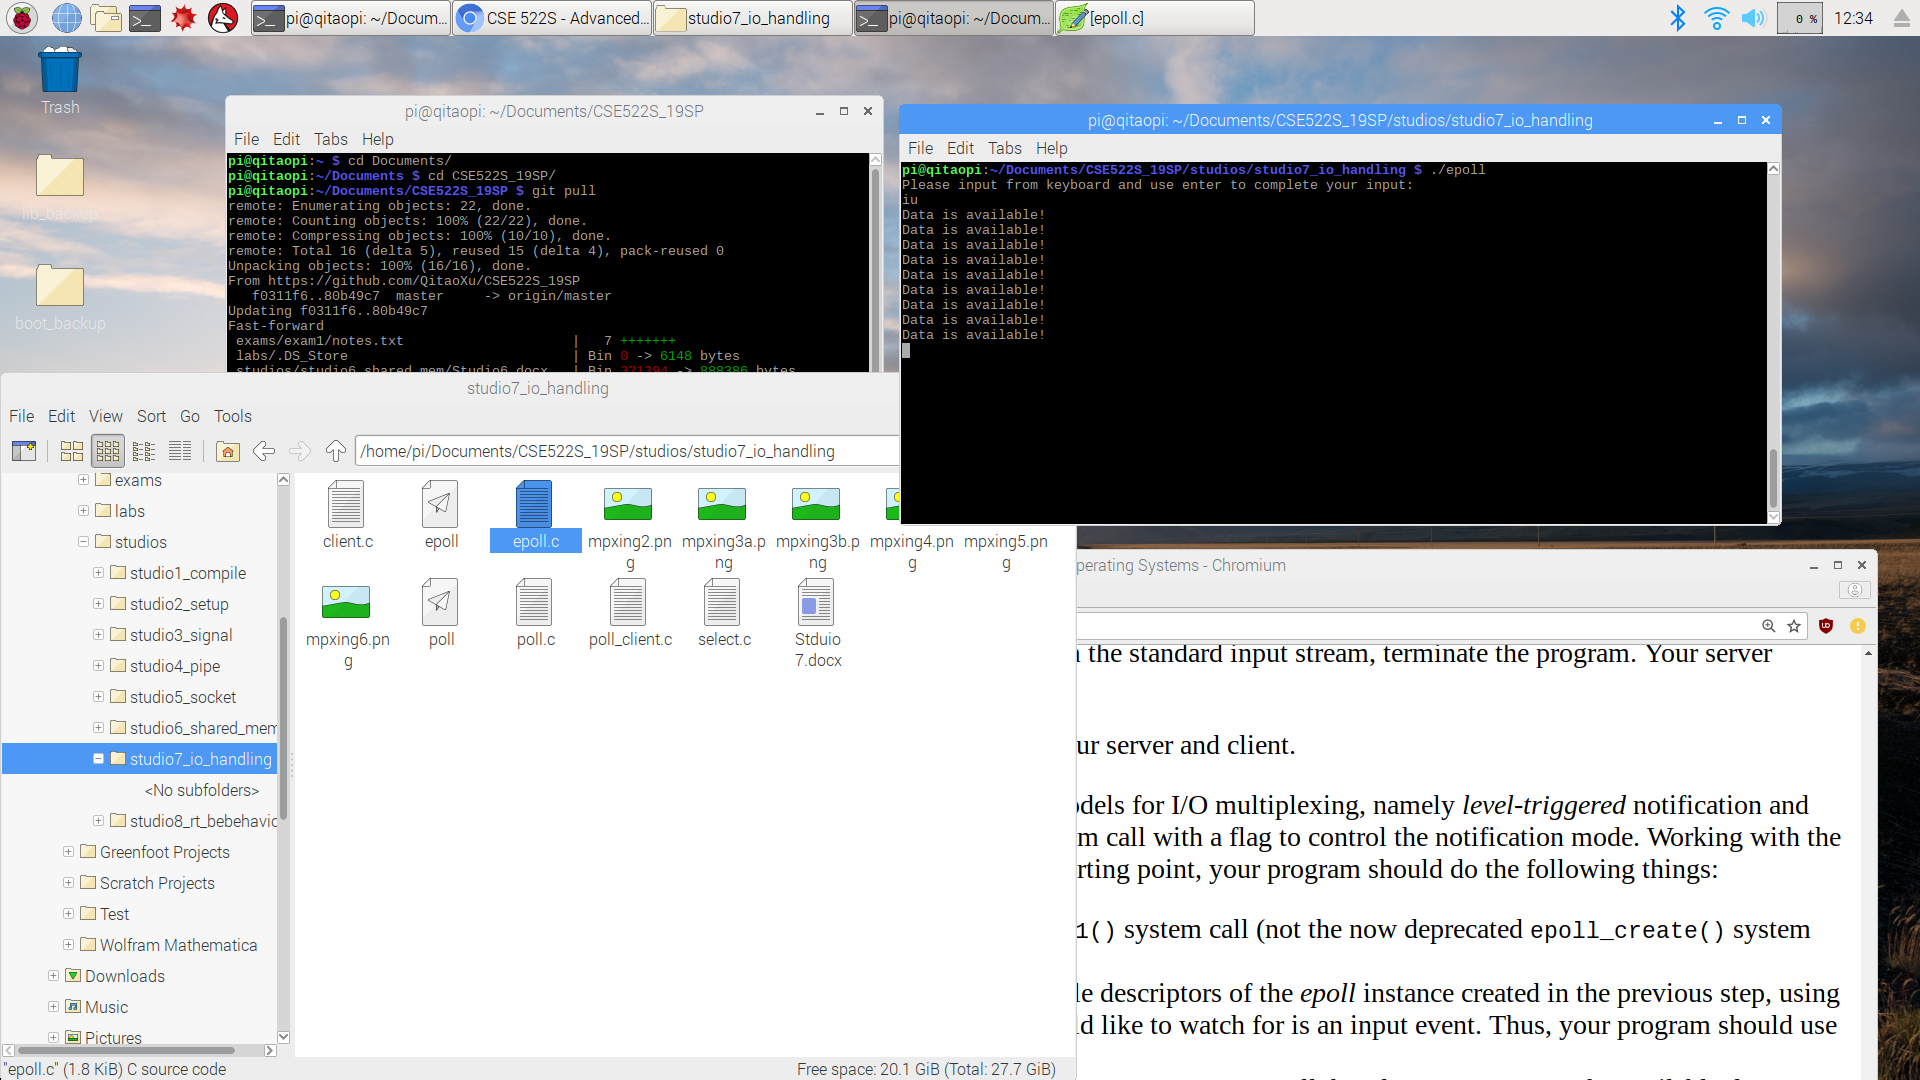 pi@qitaopi: ~/Docum...
CSE 522S - Advanced...
studio7_io_handling
pi@qitaopi: ~/Docum...
[epoll.c]
0 %
12:34
Trash
lib_backup
boot_backup
pi@qitaopi: ~/Documents/CSE522S_19SP
File Edit Tabs Help
pi@qitaopi:~ $ cd Documents/
pi@qitaopi:~/Documents $ cd CSE522S_19SP/
pi@qitaopi:~/Documents/CSE522S_19SP $ git pull
remote: Enumerating objects: 22, done.
remote: Counting objects: 100% (22/22), done.
remote: Compressing objects: 100% (10/10), done.
remote: Total 16 (delta 5), reused 15 (delta 4), pack-reused 0
Unpacking objects: 100% (16/16), done.
From https://github.com/QitaoXu/CSE522S_19SP
f0311f6..80b49c7 master -> origin/master
Updating f0311f6..80b49c7
Fast-forward
exams/exam1/notes.txt | 7 +++++++
labs/.DS_Store | Bin 0 -> 6148 bytes
studios/studio6_shared_mem/Studio6.docx | Bin 321394 -> 888386 bytes
pi@qitaopi: ~/Documents/CSE522S_19SP/studios/studio7_io_handling
File Edit Tabs Help
pi@qitaopi:~/Documents/CSE522S_19SP/studios/studio7_io_handling $ ./epoll
Please input from keyboard and use enter to complete your input:
iu
Data is available!
Data is available!
Data is available!
Data is available!
Data is available!
Data is available!
Data is available!
Data is available!
Data is available!
studio7_io_handling
File Edit View Sort Go Tools
/home/pi/Documents/CSE522S_19SP/studios/studio7_io_handling
exams
labs
studios
studio1_compile
studio2_setup
studio3_signal
studio4_pipe
studio5_socket
studio6_shared_mem
studio7_io_handling
<No subfolders>
studio8_rt_bebehavio
Greenfoot Projects
Scratch Projects
Test
Wolfram Mathematica
Downloads
Music
Pictures
client.c
epoll
epoll.c
mpxing2.png
mpxing3a.png
mpxing3b.png
mpxing4.png
mpxing5.png
mpxing6.png
poll
poll.c
poll_client.c
select.c
Stduio 7.docx
"epoll.c" (1.8 KiB) C source code
Free space: 20.1 GiB (Total: 27.7 GiB)
perating Systems - Chromium
the standard input stream, terminate the program. Your server
ur server and client.
odels for I/O multiplexing, namely level-triggered notification and
m call with a flag to control the notification mode. Working with the
rting point, your program should do the following things:
1() system call (not the now deprecated epoll_create() system
le descriptors of the epoll instance created in the previous step, using
ld like to watch for is an input event. Thus, your program should use